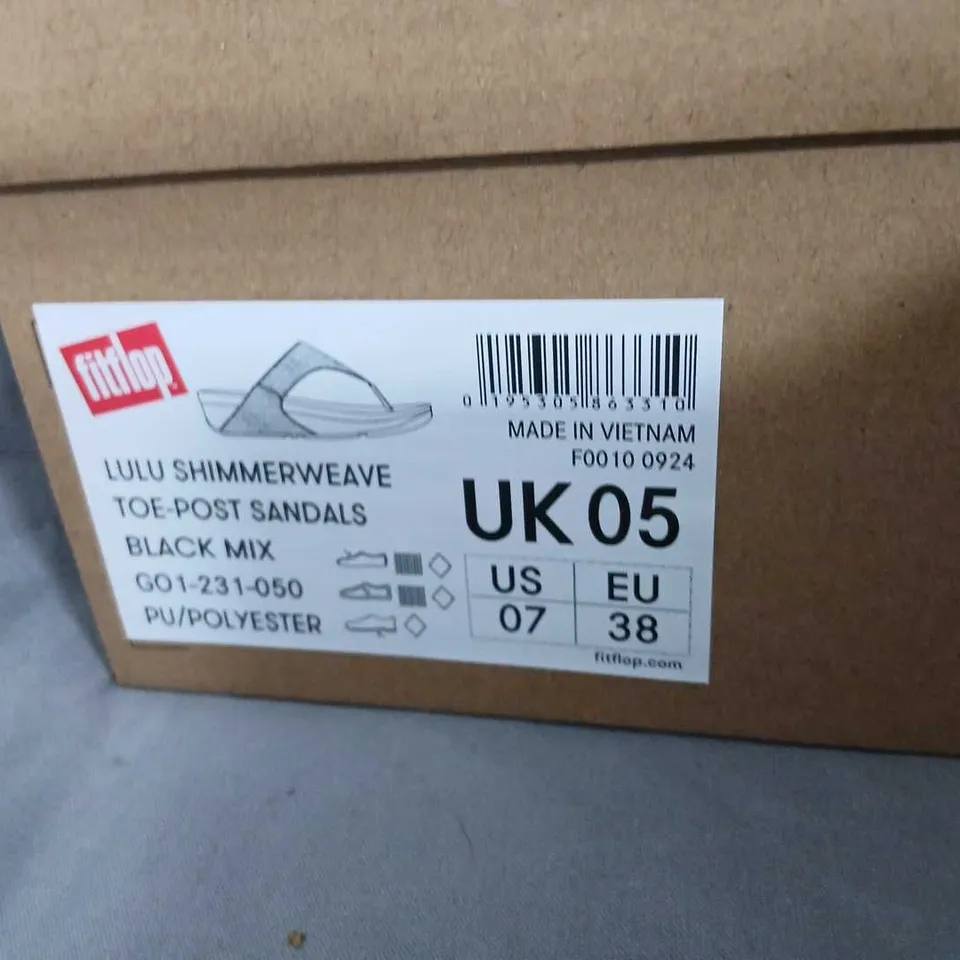 fitflop
LULU SHIMMERWEAVE
TOE-POST SANDALS
BLACK MIX
GO1-231-050
PU/POLYESTER
0 195305 863310
MADE IN VIETNAM
F0010 0924
UK 05
US EU
07 38
fitflop.com